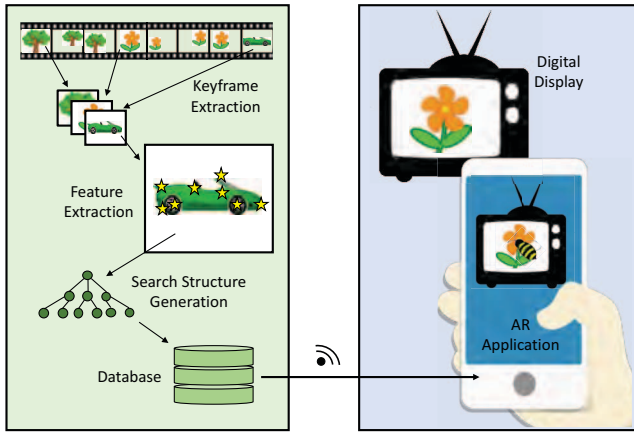 Keyframe
Extraction
Feature
Extraction
Search Structure
Generation
Database
Digital
Display
AR
Application